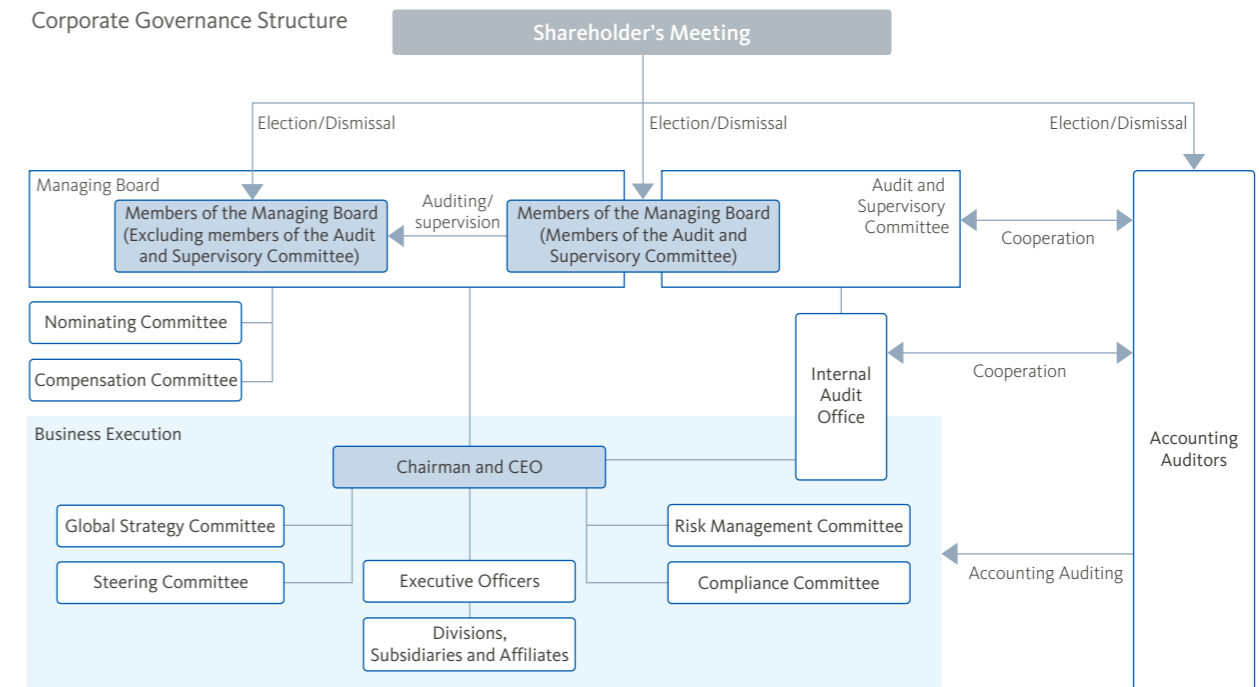 Corporate Governance Structure
Shareholder's Meeting
Election/Dismissal
Election/Dismissal
Election/Dismissal
Managing Board
Members of the Managing Board
(Excluding members of the Audit
and Supervisory Committee)
Auditing/
supervision
Members of the Managing Board
(Members of the Audit and
Supervisory Committee)
Audit and
Supervisory
Committee
Cooperation
Nominating Committee
Compensation Committee
Internal
Audit
Office
Cooperation
Accounting
Auditors
Business Execution
Chairman and CEO
Global Strategy Committee
Steering Committee
Executive Officers
Divisions,
Subsidiaries and Affiliates
Risk Management Committee
Compliance Committee
Accounting Auditing